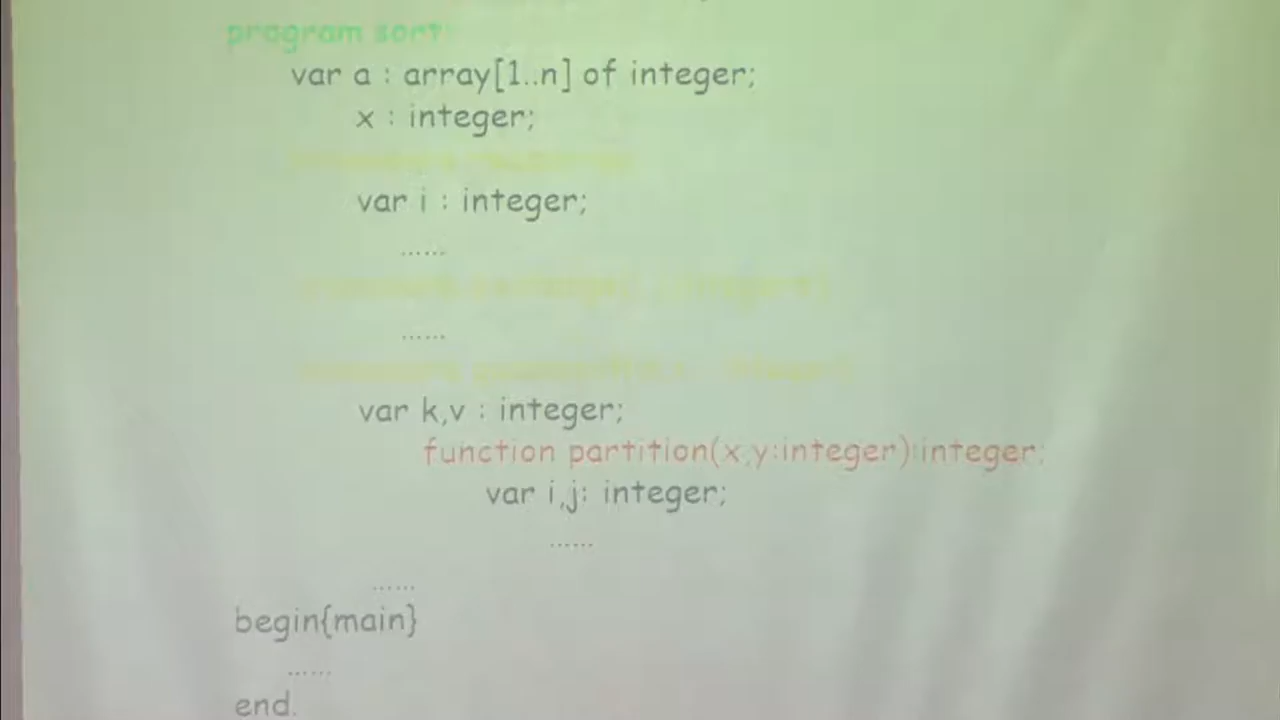 program sort;
var a : array[1..n] of integer;
x : integer;
var i : integer;
......
......
var k,v : integer;
function partition(x,y:integer):integer;
var i,j: integer;
......
......
begin{main}
......
end.